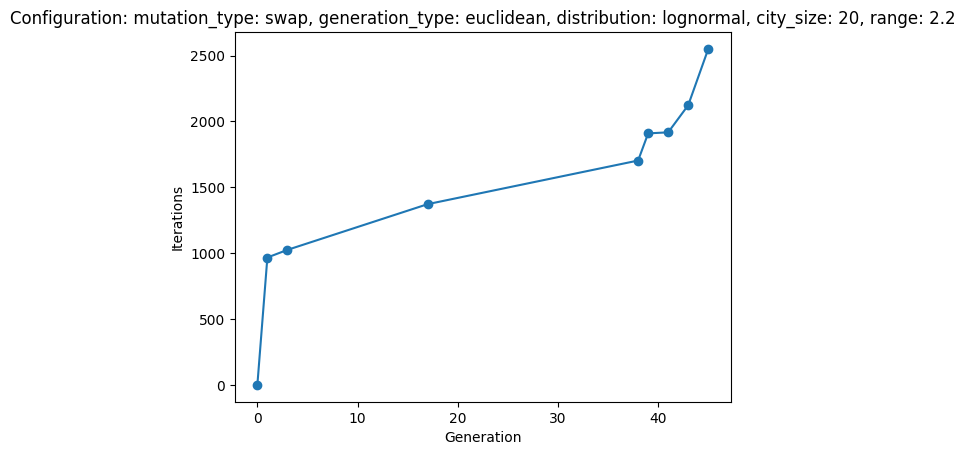 Configuration: mutation_type: swap, generation_type: euclidean, distribution: lognormal, city_size: 20, range: 2.2
2500
2000
1500
1000
500
0
Iterations
0 10 20 30 40
Generation